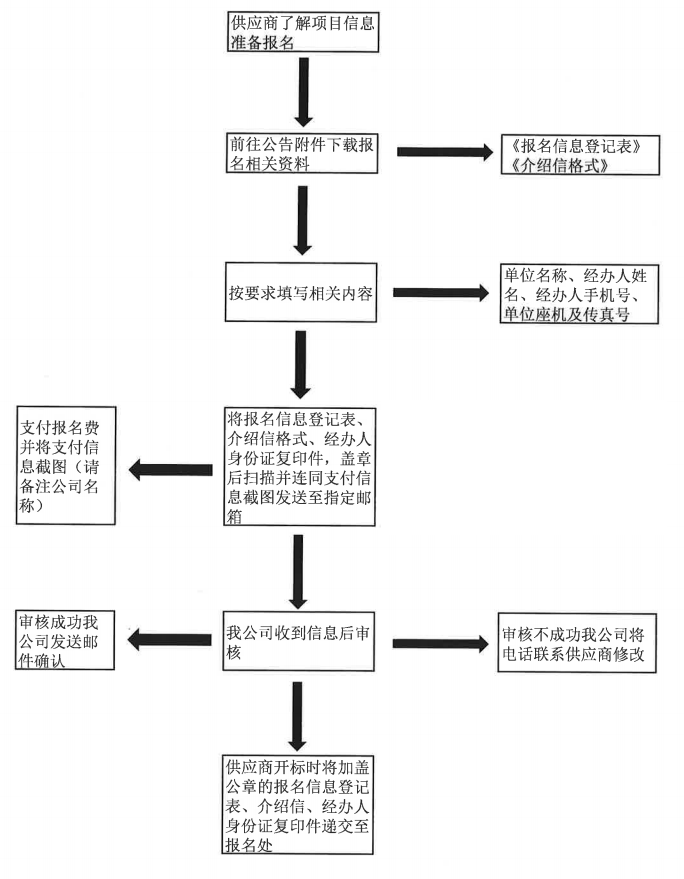 供应商了解项目信息
准备报名
前往公告附件下载报
名相关资料
《报名信息登记表》
《介绍信格式》
按要求填写相关内容
单位名称、经办人姓
名、经办人手机号、
单位座机及传真号
支付报名费
并将支付信
息截图（请
备注公司名
称）
将报名信息登记表、
介绍信格式、经办人
身份证复印件，盖章
后扫描并连同支付信
息截图发送至指定邮
箱
审核成功我
公司发送邮
件确认
我公司收到信息后审
核
审核不成功我公司将
电话联系供应商修改
供应商开标时将加盖
公章的报名信息登记
表、介绍信、经办人
身份证复印件递交至
报名处